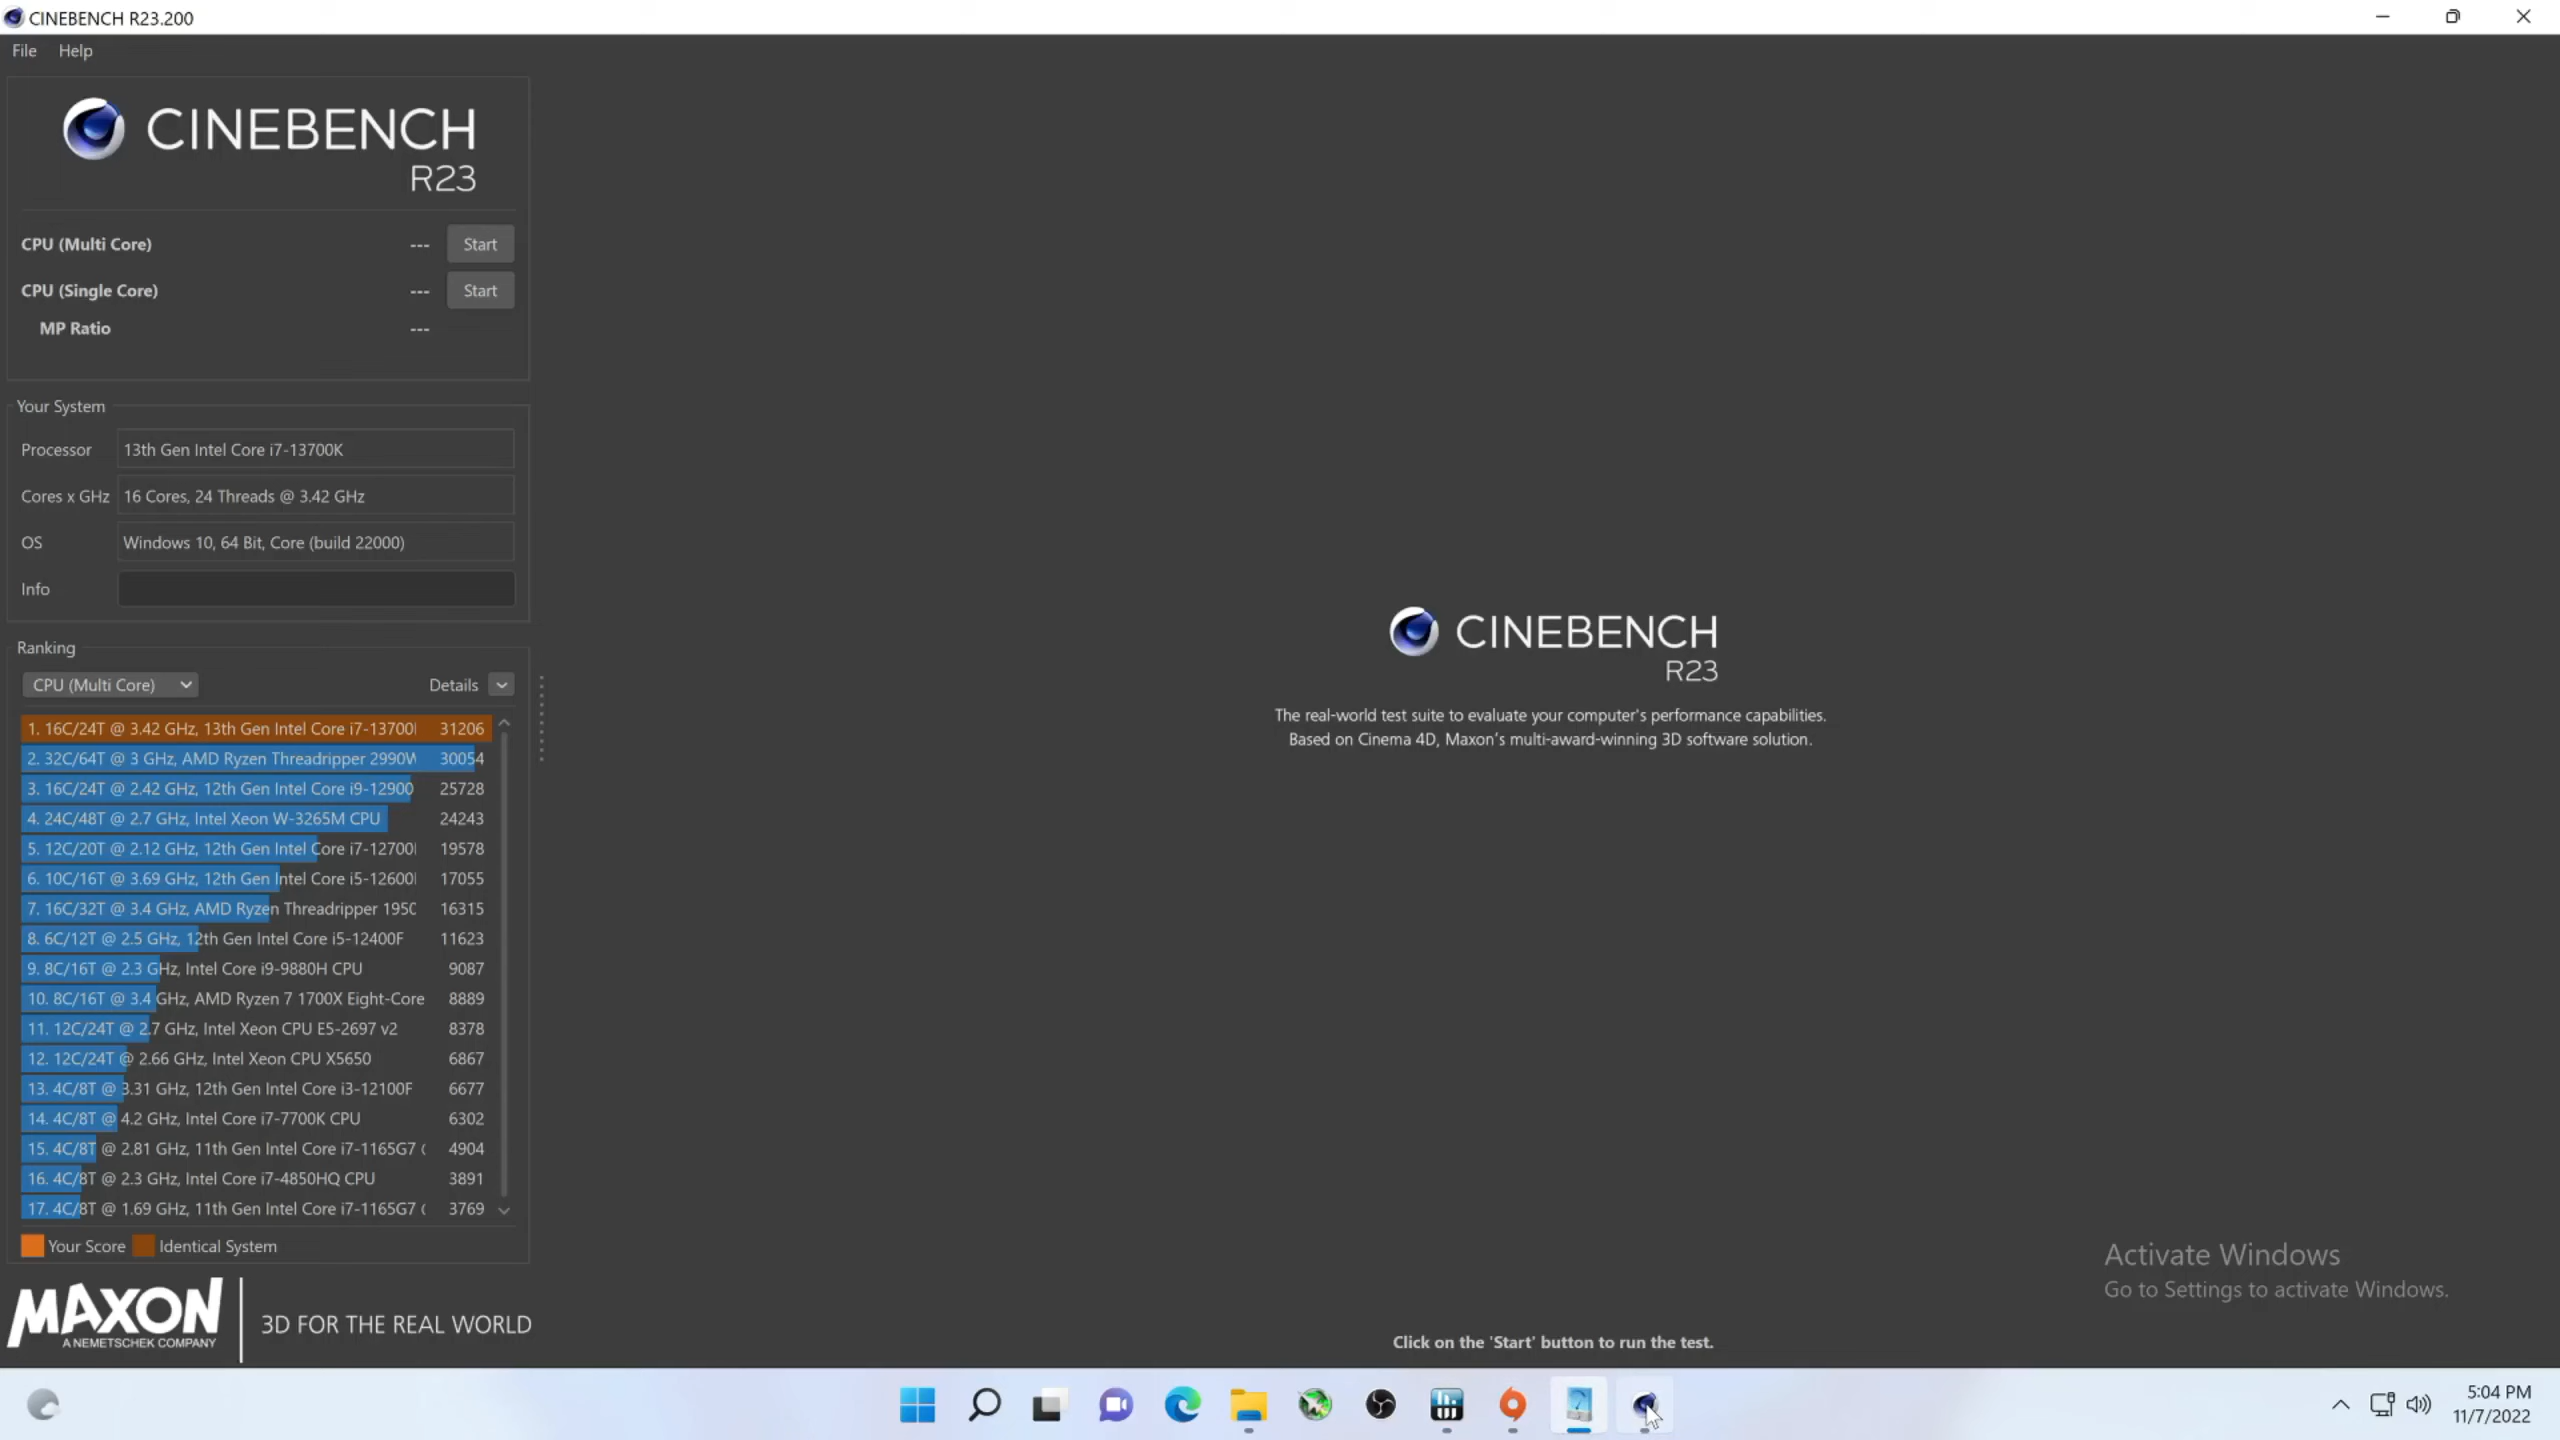 CINEBENCH R23.200
File Help
CINEBENCH
R23
CPU (Multi Core) --- Start
CPU (Single Core) --- Start
MP Ratio ---
Your System
Processor 13th Gen Intel Core i7-13700K
Cores x GHz 16 Cores, 24 Threads @ 3.42 GHz
OS Windows 10, 64 Bit, Core (build 22000)
Info
Ranking
CPU (Multi Core) Details
1. 16C/24T @ 3.42 GHz, 13th Gen Intel Core i7-13700 31206
2. 32C/64T @ 3 GHz, AMD Ryzen Threadripper 2990W 30054
3. 16C/24T @ 2.42 GHz, 12th Gen Intel Core i9-12900 25728
4. 24C/48T @ 2.7 GHz, Intel Xeon W-3265M CPU 24243
5. 12C/20T @ 2.12 GHz, 12th Gen Intel Core i7-12700 19578
6. 10C/16T @ 3.69 GHz, 12th Gen Intel Core i5-12600 17055
7. 16C/32T @ 3.4 GHz, AMD Ryzen Threadripper 1950 16315
8. 6C/12T @ 2.5 GHz, 12th Gen Intel Core i5-12400F 11623
9. 8C/16T @ 2.3 GHz, Intel Core i9-9880H CPU 9087
10. 8C/16T @ 3.4 GHz, AMD Ryzen 7 1700X Eight-Core 8889
11. 12C/24T @ 2.7 GHz, Intel Xeon CPU E5-2697 v2 8378
12. 12C/24T @ 2.66 GHz, Intel Xeon CPU X5650 6867
13. 4C/8T @ 3.31 GHz, 12th Gen Intel Core i3-12100F 6677
14. 4C/8T @ 4.2 GHz, Intel Core i7-7700K CPU 6302
15. 4C/8T @ 2.81 GHz, 11th Gen Intel Core i7-1165G7 ( 4904
16. 4C/8T @ 2.3 GHz, Intel Core i7-4850HQ CPU 3891
17. 4C/8T @ 1.69 GHz, 11th Gen Intel Core i7-1165G7 ( 3769
Your Score Identical System
MAXON
A NEMETSCHEK COMPANY
3D FOR THE REAL WORLD
CINEBENCH
R23
The real-world test suite to evaluate your computer's performance capabilities.
Based on Cinema 4D, Maxon's multi-award-winning 3D software solution.
Click on the 'Start' button to run the test.
Activate Windows
Go to Settings to activate Windows.
5:04 PM
11/7/2022